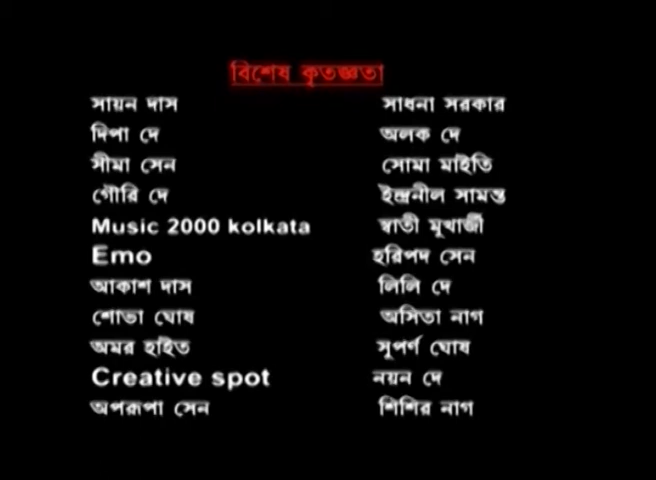 বিশেষ কৃতজ্ঞতা
সায়ন দাস সাধনা সরকার
দিপা দে অলক দে
সীমা সেন সোমা মাইতি
গৌরি দে ইন্দ্রনীল সামন্ত
Music 2000 kolkata স্বাতী মুখার্জী
Emo হরিপদ সেন
আকাশ দাস লিলি দে
শোভা ঘোষ অসিতা নাগ
অমর হাইত সুপর্ণ ঘোষ
Creative spot নয়ন দে
অপরূপা সেন শিশির নাগ